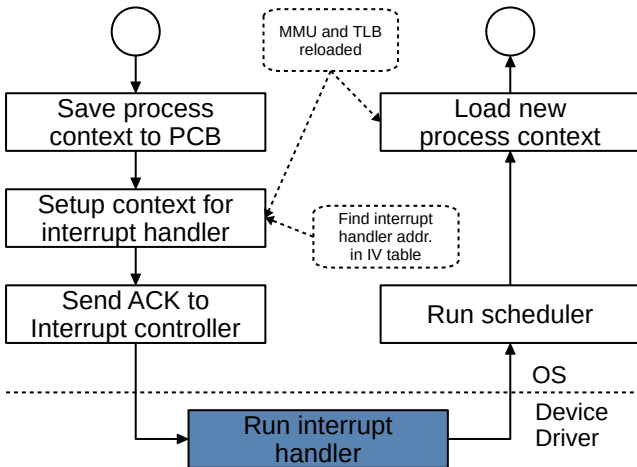 MMU and TLB
reloaded
Save process
context to PCB
Load new
process context
Setup context for
interrupt handler
Find interrupt
handler addr.
in IV table
Send ACK to
Interrupt controller
Run scheduler
OS
Device
Driver
Run interrupt
handler